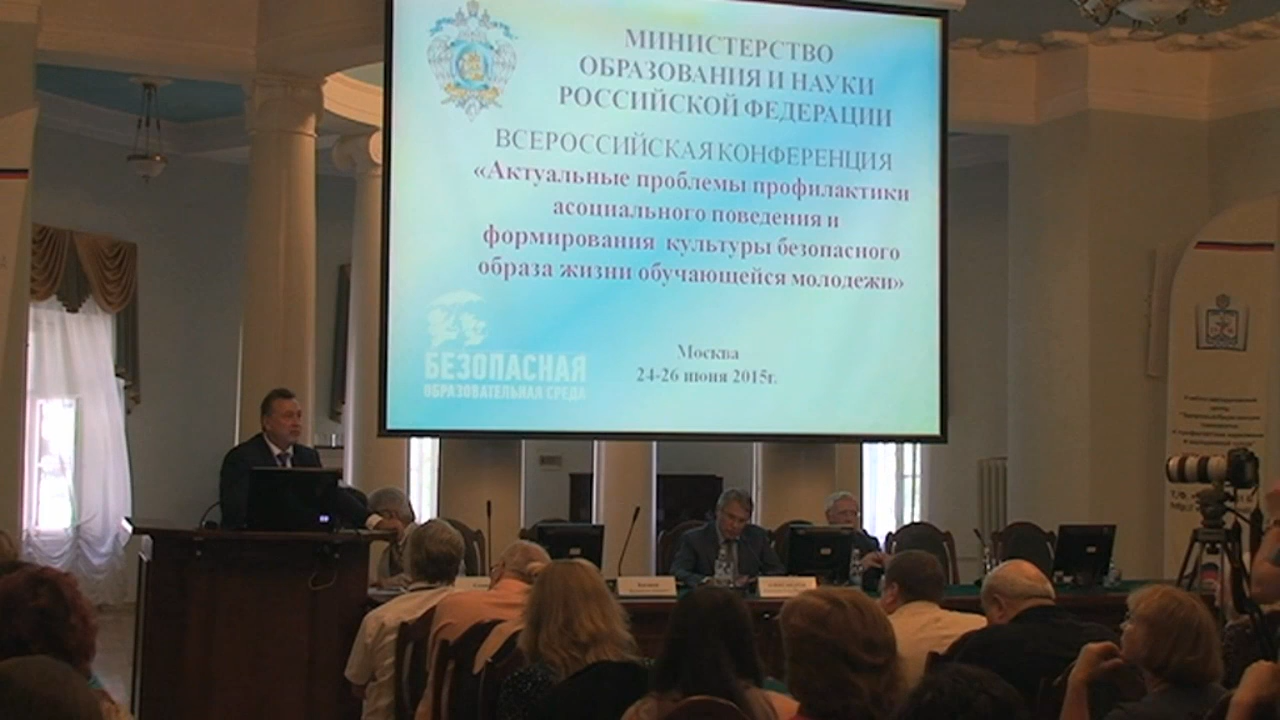 МИНИСТЕРСТВО
ОБРАЗОВАНИЯ И НАУКИ
РОССИЙСКОЙ ФЕДЕРАЦИИ
ВСЕРОССИЙСКАЯ КОНФЕРЕНЦИЯ
«Актуальные проблемы профилактики
асоциального поведения и
формирования культуры безопасного
образа жизни обучающейся молодежи»
БЕЗОПАСНАЯ
ОБРАЗОВАТЕЛЬНАЯ СРЕДА
Москва
24-26 июня 2015г.